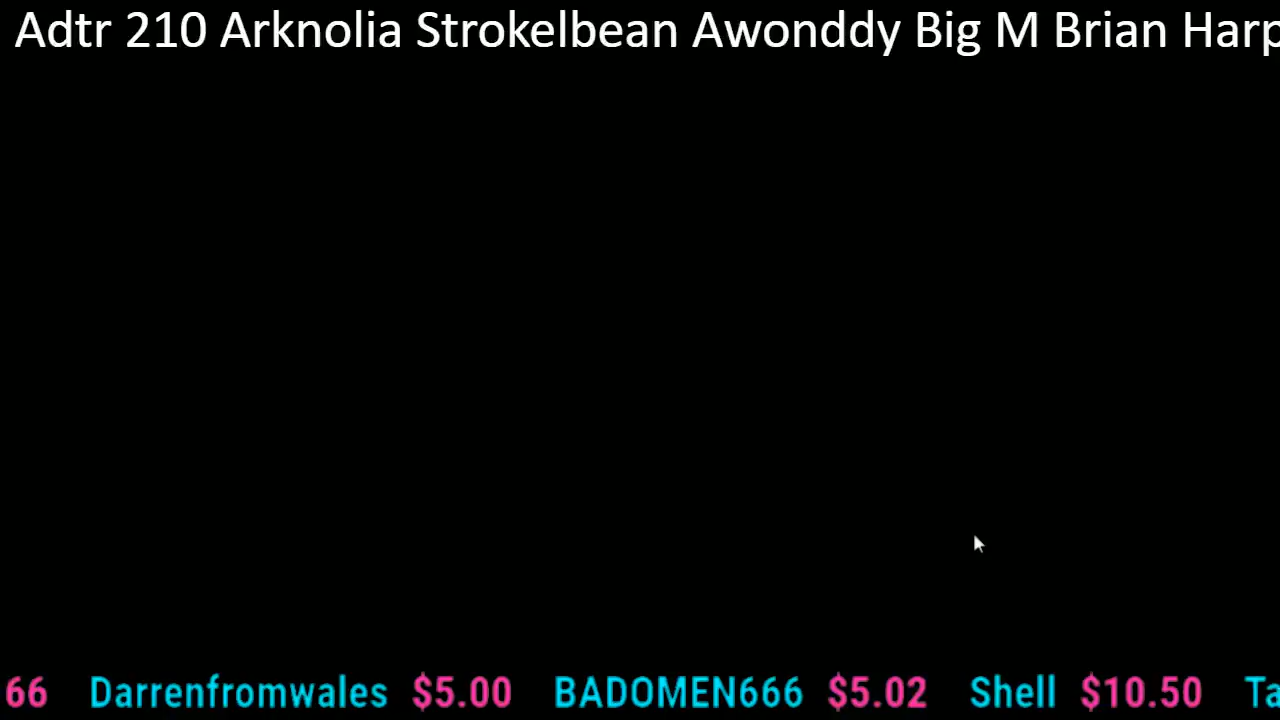 Adtr 210 Arknolia Strokelbean Awonddy Big M Brian Harp
66 Darrenfromwales $5.00 BADOMEN666 $5.02 Shell $10.50 Ta